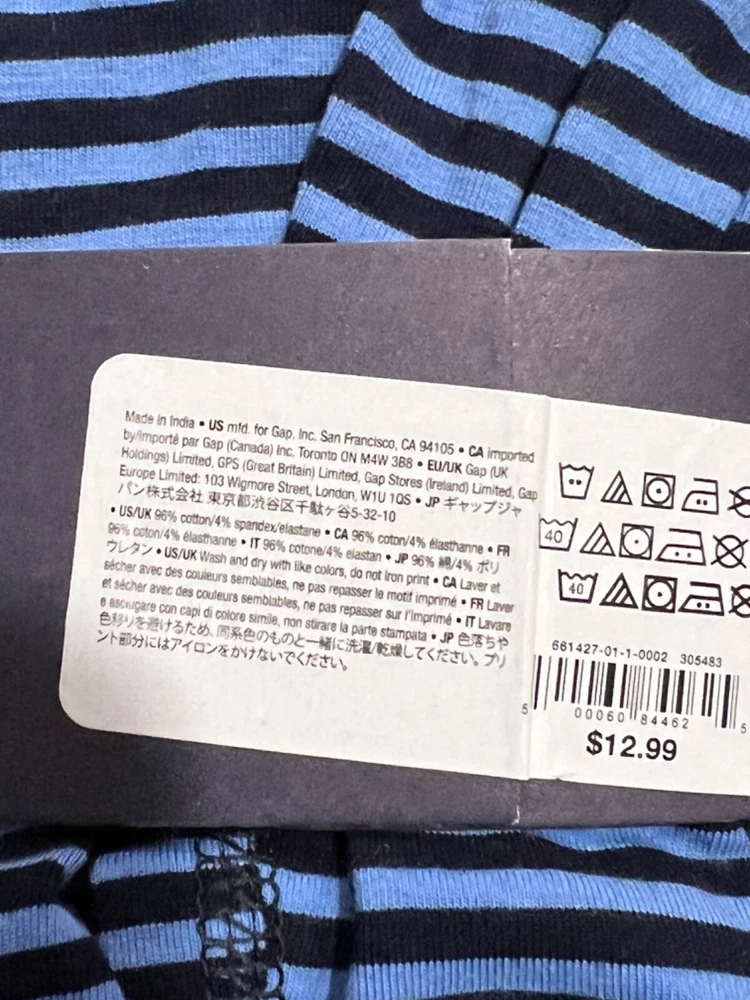 Made in India • US mfd. for Gap, Inc. San Francisco, CA 94105 • CA imported
by/importé par Gap (Canada) Inc. Toronto ON M4W 3B8 • EU/UK Gap (UK
Holdings) Limited, GPS (Great Britain) Limited, Gap Stores (Ireland) Limited, Gap
Europe Limited: 103 Wigmore Street, London, W1U 1QS • JP ギャップジャ
パン株式会社 東京都渋谷区千駄ヶ谷5-32-10
• US/UK 96% cotton/4% spandex/elastane • CA 96% coton/4% élasthanne • FR
96% coton/4% élasthanne • IT 96% cotone/4% elastan • JP 96% 綿/4% ポリ
ウレタン • US/UK Wash and dry with like colors, do not iron print • CA Laver et
sécher avec des couleurs semblables, ne pas repasser le motif imprimé • FR Laver
et sécher avec des couleurs semblables, ne pas repasser sur l'imprimé • IT Lavare
e asciugare con capi di colore simile, non stirare la parte stampata • JP 色落ちや
色移りを避けるため、同系色のものと一緒に洗濯/乾燥してください。プリ
ント部分にはアイロンをかけないでください。
40
40
661427-01-1-0002 305483
5 00060 84462 5
$12.99